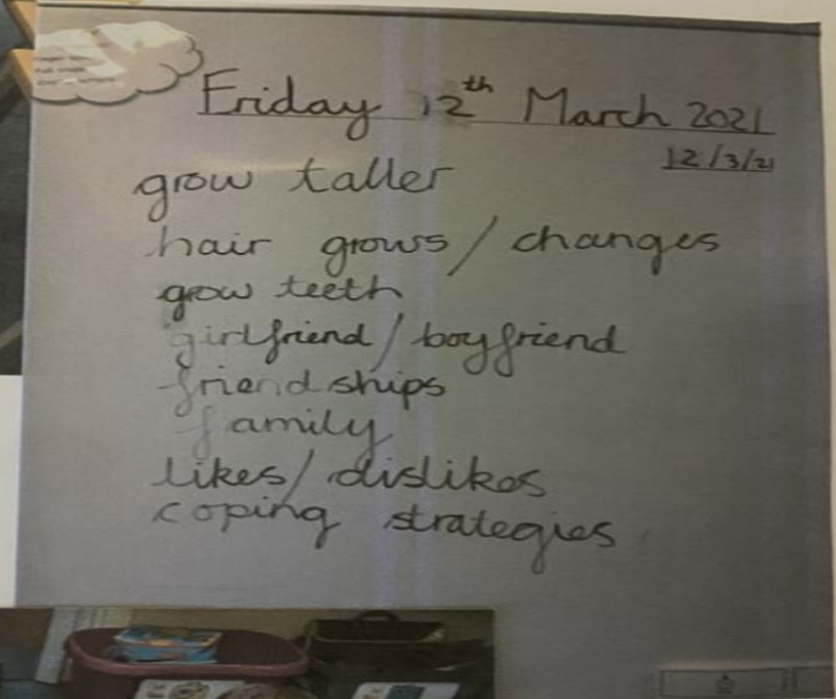 Friday 12th March 2021
12/3/21
grow taller
hair grows/changes
grow teeth
girlfriend/boyfriend
friendships
family
likes/dislikes
coping strategies